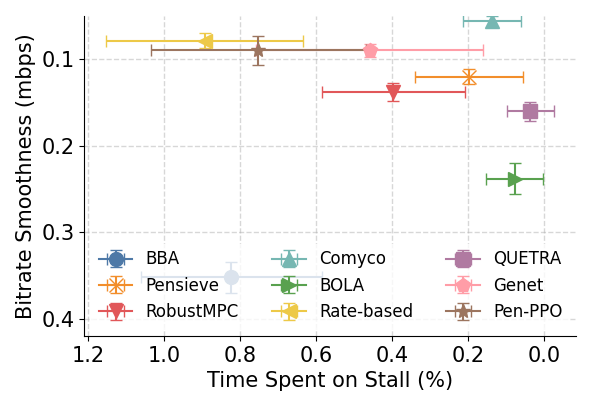 Bitrate Smoothness (mbps)
0.1
0.2
0.3
0.4
BBA
Pensieve
RobustMPC
Comyco
BOLA
Rate-based
QUETRA
Genet
Pen-PPO
1.2 1.0 0.8 0.6 0.4 0.2 0.0
Time Spent on Stall (%)